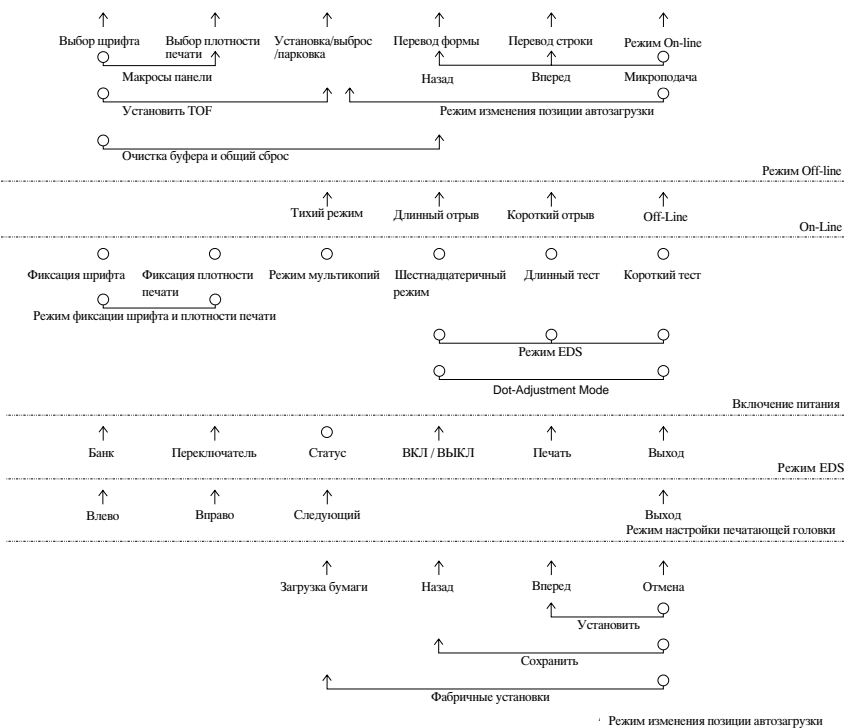 Выбор шрифта
Выбор плотности
печати
Установка/выброс
/парковка
Перевод формы
Перевод строки
Режим On-line
Макросы панели
Назад
Вперед
Микроподача
Установить TOF
Режим изменения позиции автозагрузки
Очистка буфера и общий сброс
Режим Off-line
Тихий режим
Длинный отрыв
Короткий отрыв
Off-Line
On-Line
Фиксация шрифта
Фиксация плотности
печати
Режим мультикопий
Шестнадцатеричный
режим
Длинный тест
Короткий тест
Режим фиксации шрифта и плотности печати
Режим EDS
Dot-Adjustment Mode
Включение питания
Банк
Переключатель
Статус
ВКЛ / ВЫКЛ
Печать
Выход
Режим EDS
Влево
Вправо
Следующий
Выход
Режим настройки печатающей головки
Загрузка бумаги
Назад
Вперед
Отмена
Установить
Сохранить
Фабричные установки
Режим изменения позиции автозагрузки